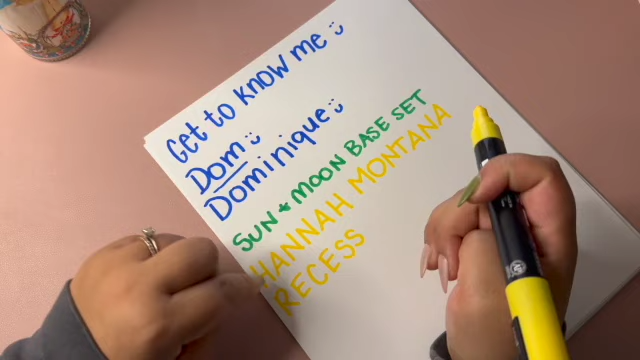 Get to know me :)
Dom :)
Dominique :)
SUN + MOON BASE SET
HANNAH MONTANA
RECESS